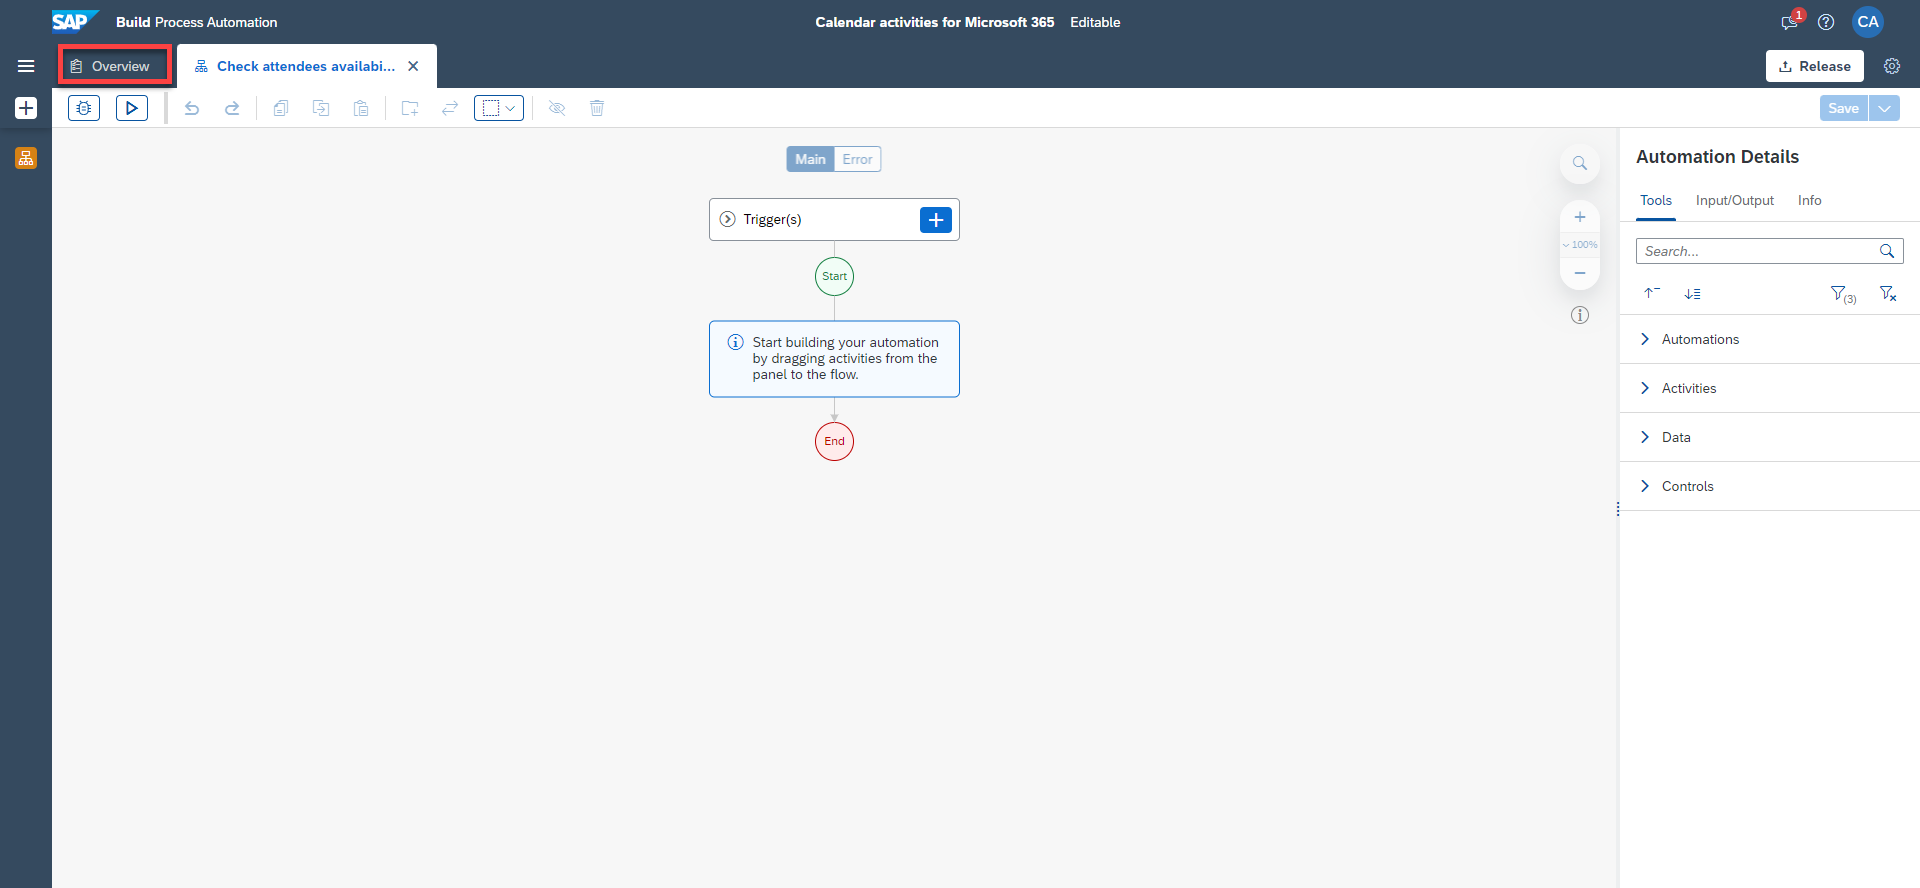 SAP Build Process Automation
Calendar activities for Microsoft 365 Editable
1
CA
Overview
Check attendees availabi...
Release
Save
Main Error
Trigger(s)
Start
Start building your automation
by dragging activities from the
panel to the flow.
End
100%
Automation Details
Tools Input/Output Info
Search...
(3)
Automations
Activities
Data
Controls